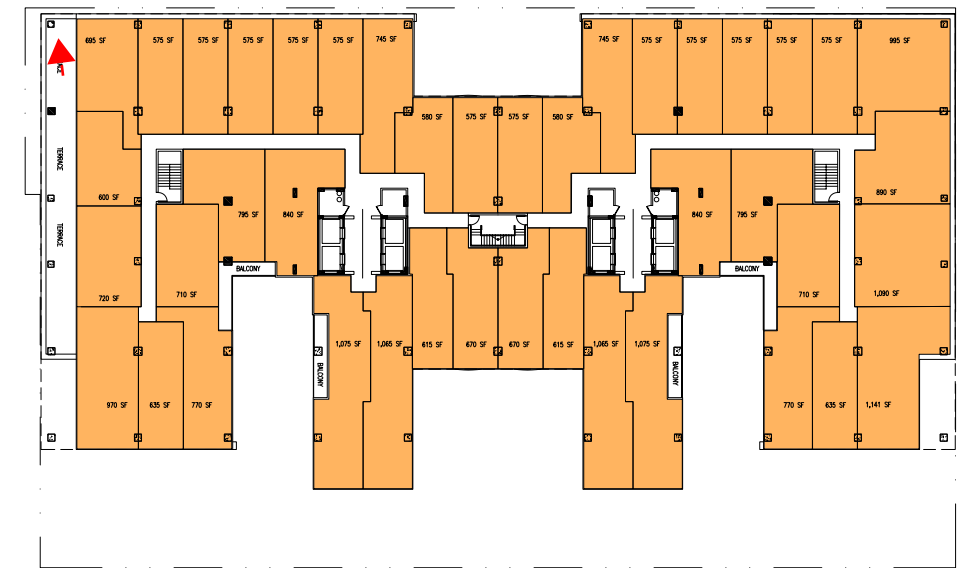 695 SF
575 SF
575 SF
575 SF
575 SF
575 SF
745 SF
745 SF
575 SF
575 SF
575 SF
575 SF
575 SF
995 SF
580 SF
575 SF
575 SF
580 SF
TERRACE
600 SF
890 SF
795 SF
840 SF
840 SF
795 SF
TERRACE
BALCONY
BALCONY
720 SF
710 SF
710 SF
1,090 SF
1,075 SF
1,065 SF
615 SF
670 SF
670 SF
615 SF
1,065 SF
1,075 SF
BALCONY
BALCONY
970 SF
635 SF
770 SF
770 SF
635 SF
1,141 SF